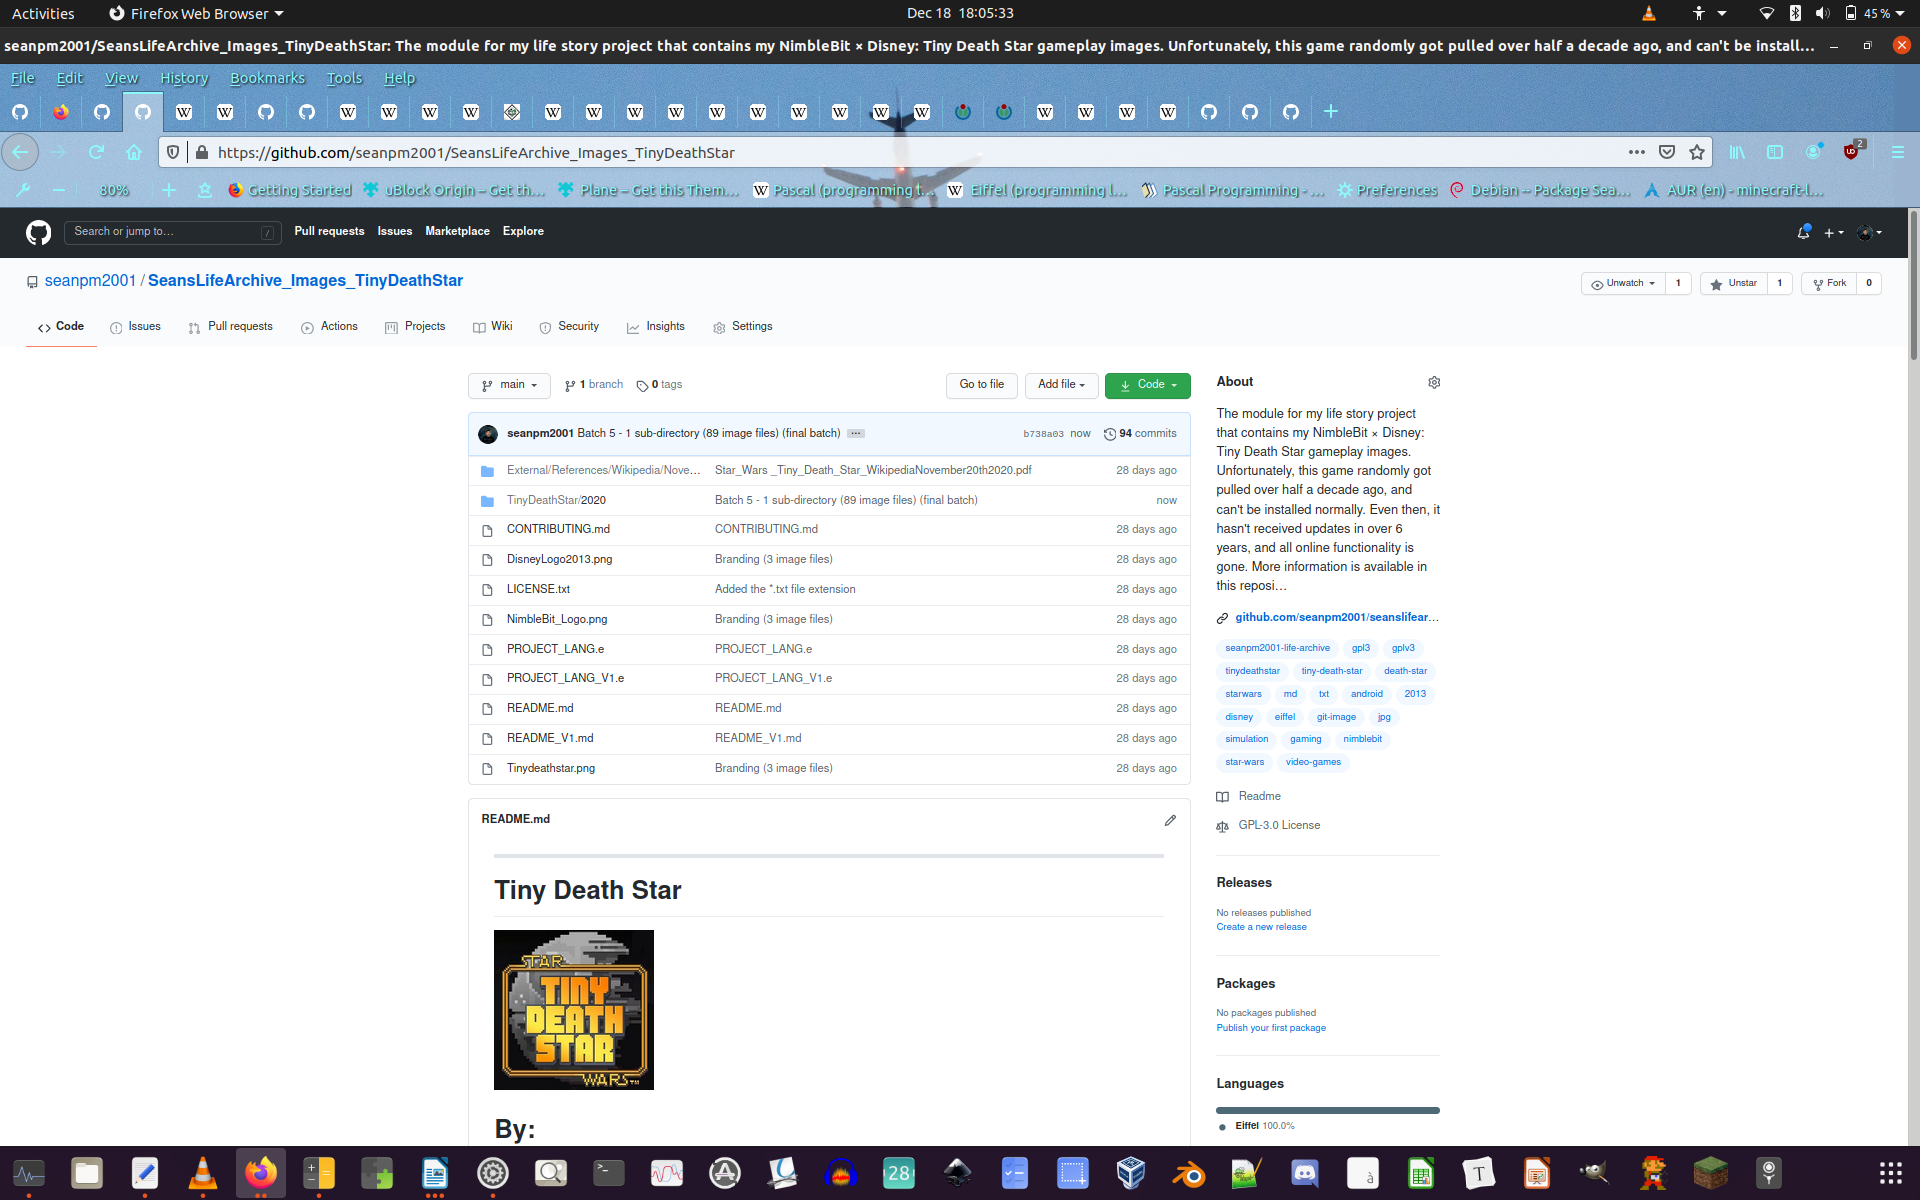 Activities Firefox Web Browser Dec 18 18:05:33 45 %
seanpm2001/SeansLifeArchive_Images_TinyDeathStar: The module for my life story project that contains my NimbleBit × Disney: Tiny Death Star gameplay images. Unfortunately, this game randomly got pulled over half a decade ago, and can't be install...
File Edit View History Bookmarks Tools Help
https://github.com/seanpm2001/SeansLifeArchive_Images_TinyDeathStar 2
80% Getting Started uBlock Origin – Get th... Plane – Get this Them... Pascal (programming l... Eiffel (programming l... Pascal Programming - ... Preferences Debian -- Package Sea... AUR (en) - minecraft-l...
Search or jump to... / Pull requests Issues Marketplace Explore
seanpm2001 / SeansLifeArchive_Images_TinyDeathStar Unwatch 1 Unstar 1 Fork 0
Code Issues Pull requests Actions Projects Wiki Security Insights Settings
main 1 branch 0 tags Go to file Add file Code
seanpm2001 Batch 5 - 1 sub-directory (89 image files) (final batch) ... b738a03 now 94 commits
External/References/Wikipedia/Nove... Star_Wars _Tiny_Death_Star_WikipediaNovember20th2020.pdf 28 days ago
TinyDeathStar/2020 Batch 5 - 1 sub-directory (89 image files) (final batch) now
CONTRIBUTING.md CONTRIBUTING.md 28 days ago
DisneyLogo2013.png Branding (3 image files) 28 days ago
LICENSE.txt Added the *.txt file extension 28 days ago
NimbleBit_Logo.png Branding (3 image files) 28 days ago
PROJECT_LANG.e PROJECT_LANG.e 28 days ago
PROJECT_LANG_V1.e PROJECT_LANG_V1.e 28 days ago
README.md README.md 28 days ago
README_V1.md README_V1.md 28 days ago
Tinydeathstar.png Branding (3 image files) 28 days ago
README.md
Tiny Death Star
STAR
TINY
DEATH
STAR
WARS™
By:
About
The module for my life story project
that contains my NimbleBit × Disney:
Tiny Death Star gameplay images.
Unfortunately, this game randomly got
pulled over half a decade ago, and
can't be installed normally. Even then, it
hasn't received updates in over 6
years, and all online functionality is
gone. More information is available in
this reposi...
github.com/seanpm2001/seanslifear...
seanpm2001-life-archive gpl3 gplv3
tinydeathstar tiny-death-star death-star
starwars md txt android 2013
disney eiffel git-image jpg
simulation gaming nimblebit
star-wars video-games
Readme
GPL-3.0 License
Releases
No releases published
Create a new release
Packages
No packages published
Publish your first package
Languages
Eiffel 100.0%
28